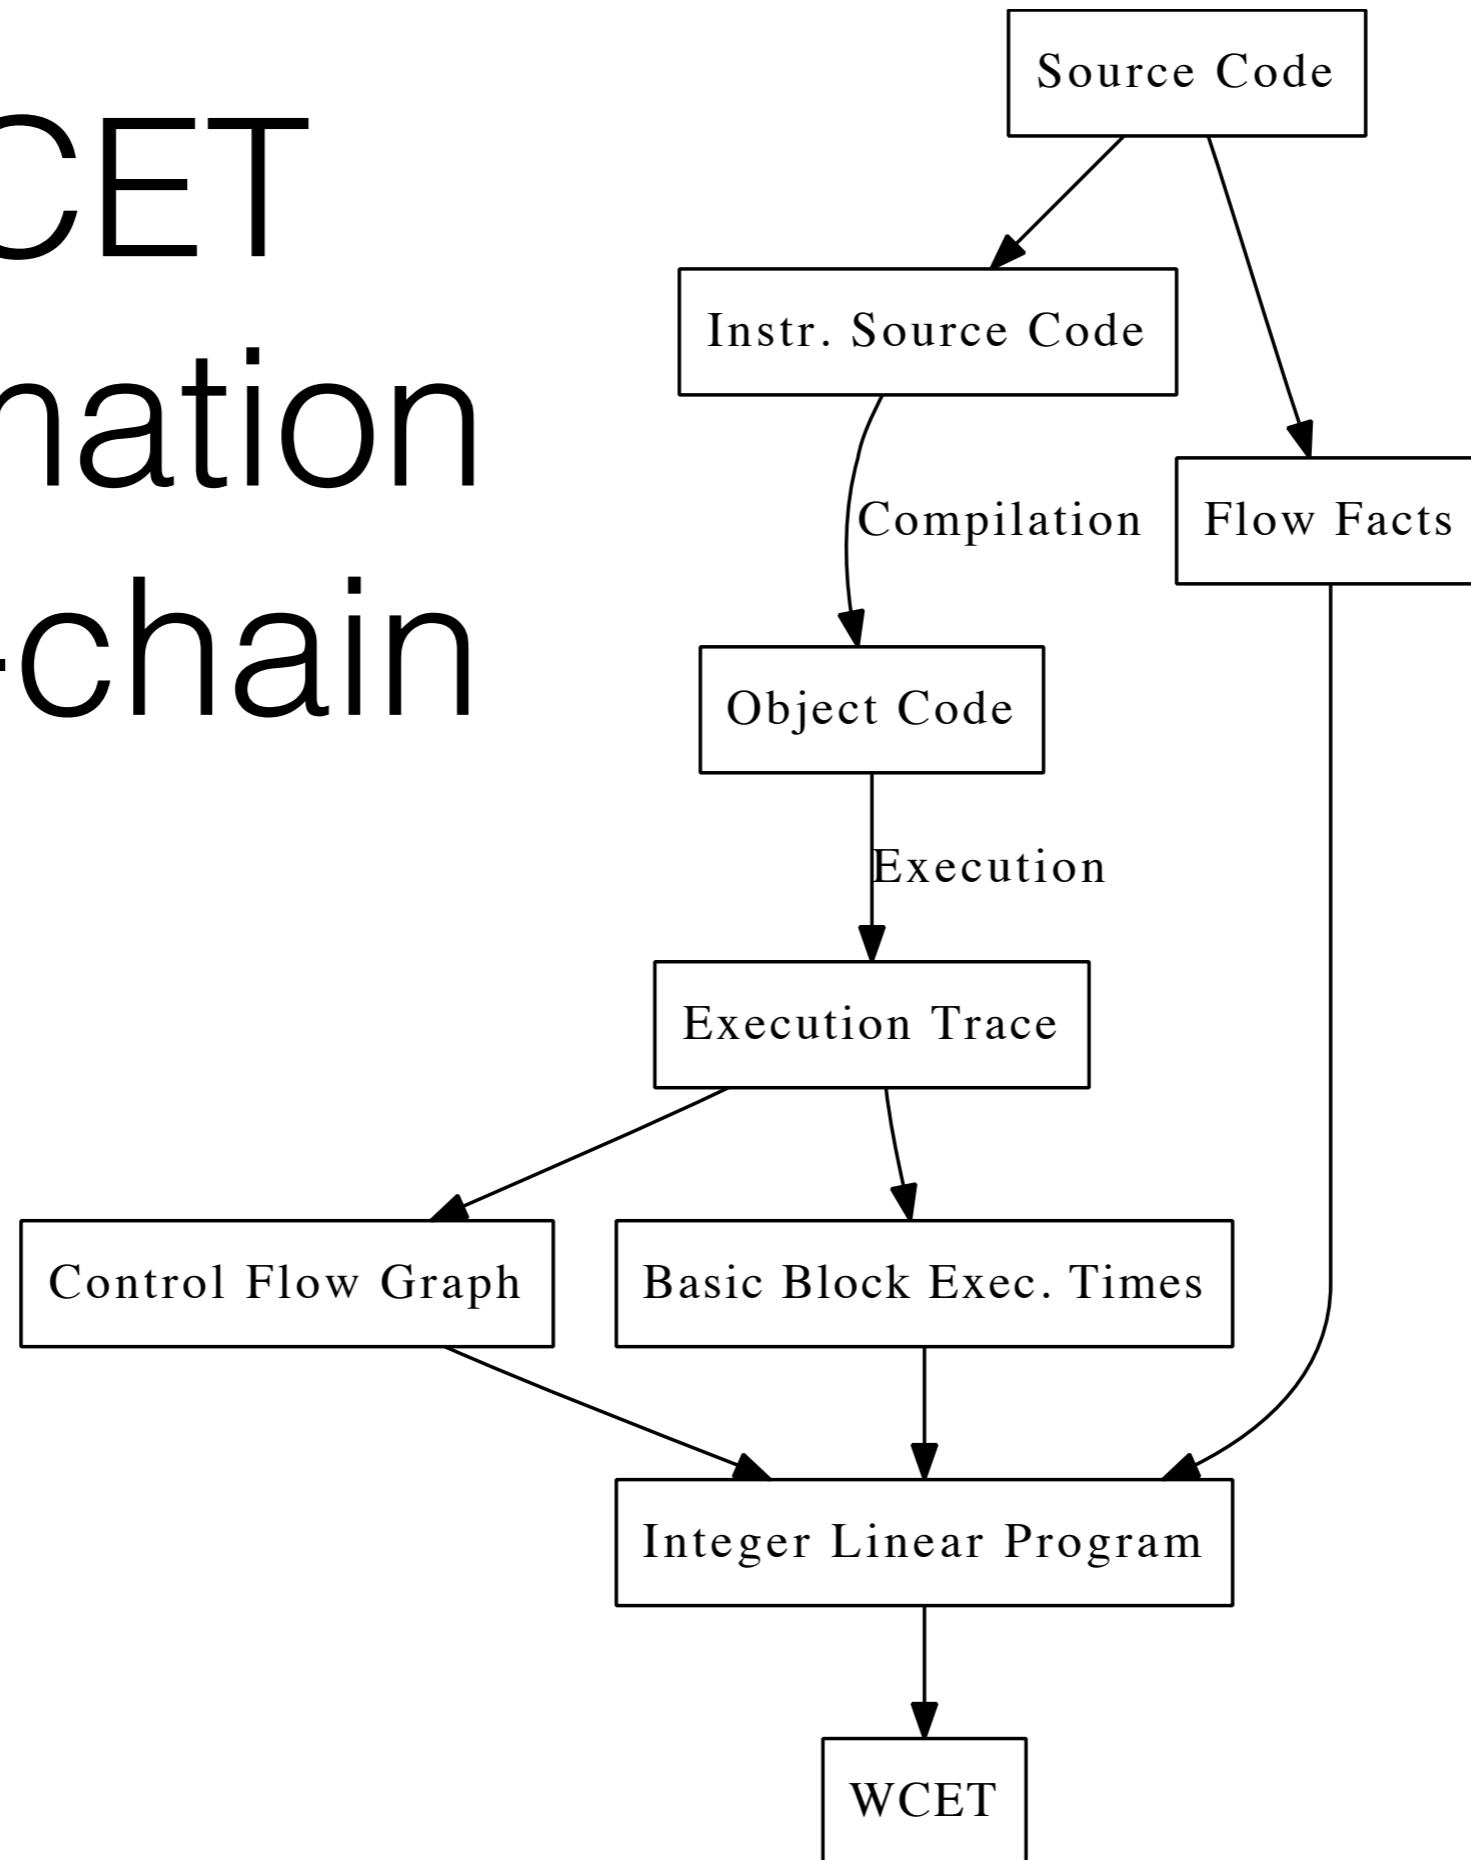 CET
nation
-chain
Source Code
Instr. Source Code
Compilation
Flow Facts
Object Code
Execution
Execution Trace
Control Flow Graph
Basic Block Exec. Times
Integer Linear Program
WCET